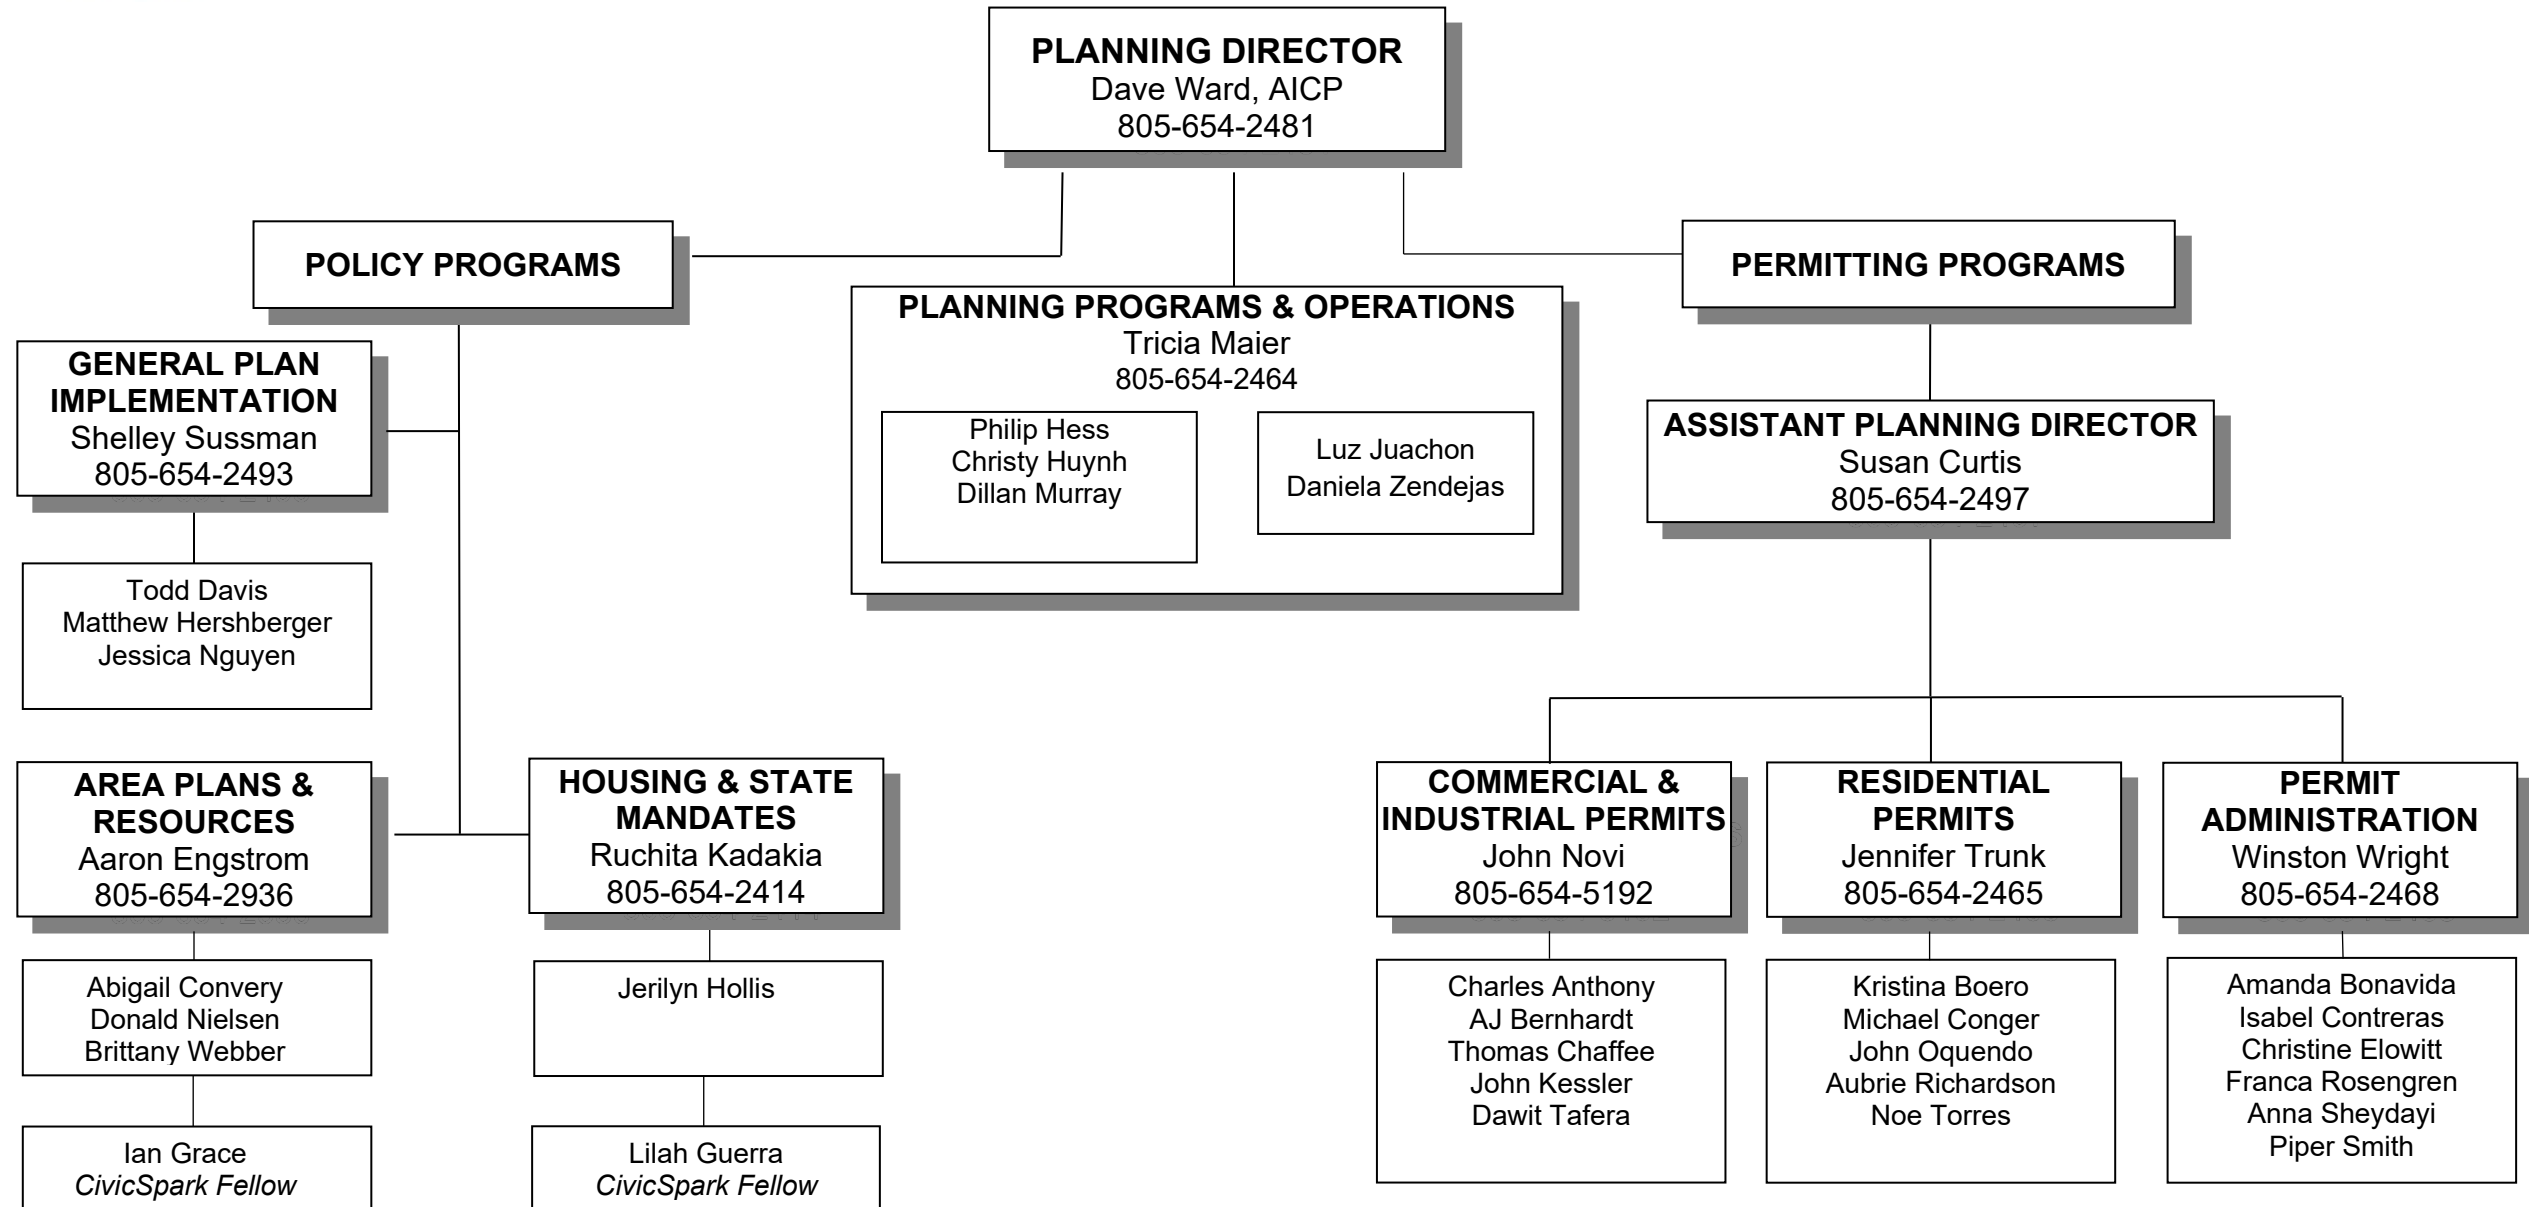 PLANNING DIRECTOR
Dave Ward, AICP
805-654-2481
POLICY PROGRAMS
PLANNING PROGRAMS & OPERATIONS
Tricia Maier
805-654-2464
Philip Hess
Christy Huynh
Dillan Murray
Luz Juachon
Daniela Zendejas
PERMITTING PROGRAMS
GENERAL PLAN
IMPLEMENTATION
Shelley Sussman
805-654-2493
Todd Davis
Matthew Hershberger
Jessica Nguyen
ASSISTANT PLANNING DIRECTOR
Susan Curtis
805-654-2497
AREA PLANS &
RESOURCES
Aaron Engstrom
805-654-2936
Abigail Convery
Donald Nielsen
Brittany Webber
Ian Grace
CivicSpark Fellow
HOUSING & STATE
MANDATES
Ruchita Kadakia
805-654-2414
Jerilyn Hollis
Lilah Guerra
CivicSpark Fellow
COMMERCIAL &
INDUSTRIAL PERMITS
John Novi
805-654-5192
Charles Anthony
AJ Bernhardt
Thomas Chaffee
John Kessler
Dawit Tafera
RESIDENTIAL
PERMITS
Jennifer Trunk
805-654-2465
Kristina Boero
Michael Conger
John Oquendo
Aubrie Richardson
Noe Torres
PERMIT
ADMINISTRATION
Winston Wright
805-654-2468
Amanda Bonavida
Isabel Contreras
Christine Elowitt
Franca Rosengren
Anna Sheydayi
Piper Smith